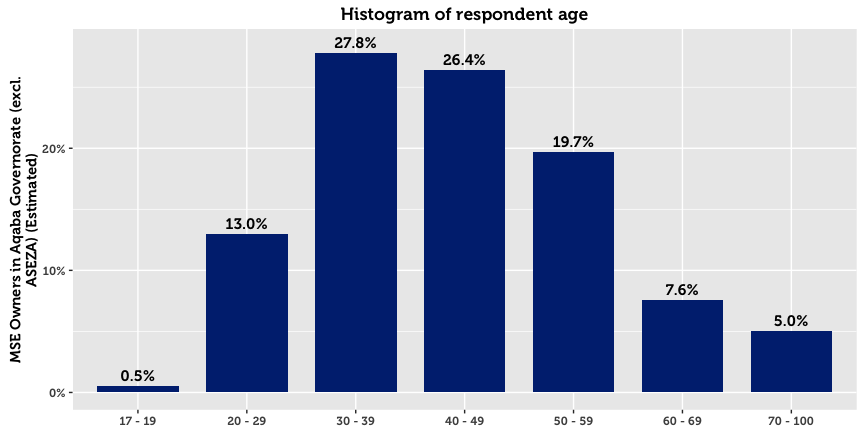 Histogram of respondent age
MSE Owners in Aqaba Governorate (excl.
ASEZA) (Estimated)
20%
10%
0%
0.5%
13.0%
27.8%
26.4%
19.7%
7.6%
5.0%
17 - 19
20 - 29
30 - 39
40 - 49
50 - 59
60 - 69
70 - 100